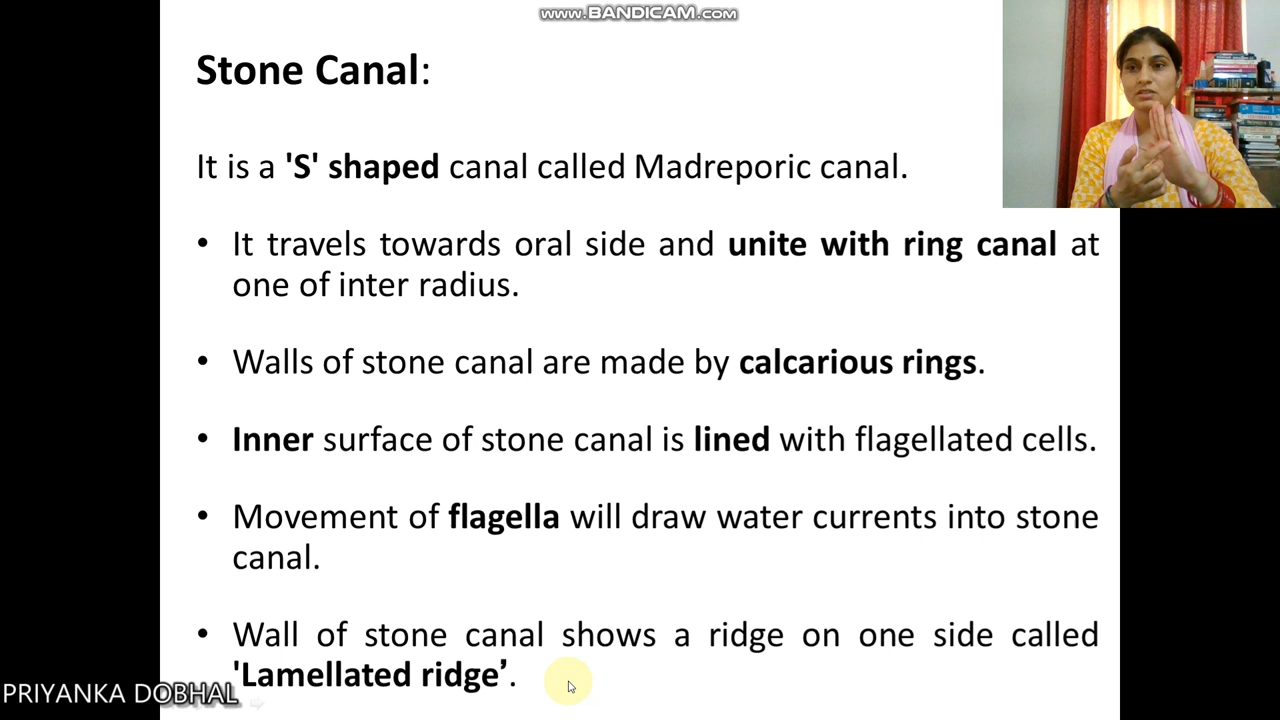 www.BANDICAM.com
Stone Canal:
It is a 'S' shaped canal called Madreporic canal.
• It travels towards oral side and unite with ring canal at
one of inter radius.
• Walls of stone canal are made by calcarious rings.
• Inner surface of stone canal is lined with flagellated cells.
• Movement of flagella will draw water currents into stone
canal.
• Wall of stone canal shows a ridge on one side called
'Lamellated ridge’.
PRIYANKA DOBHAL